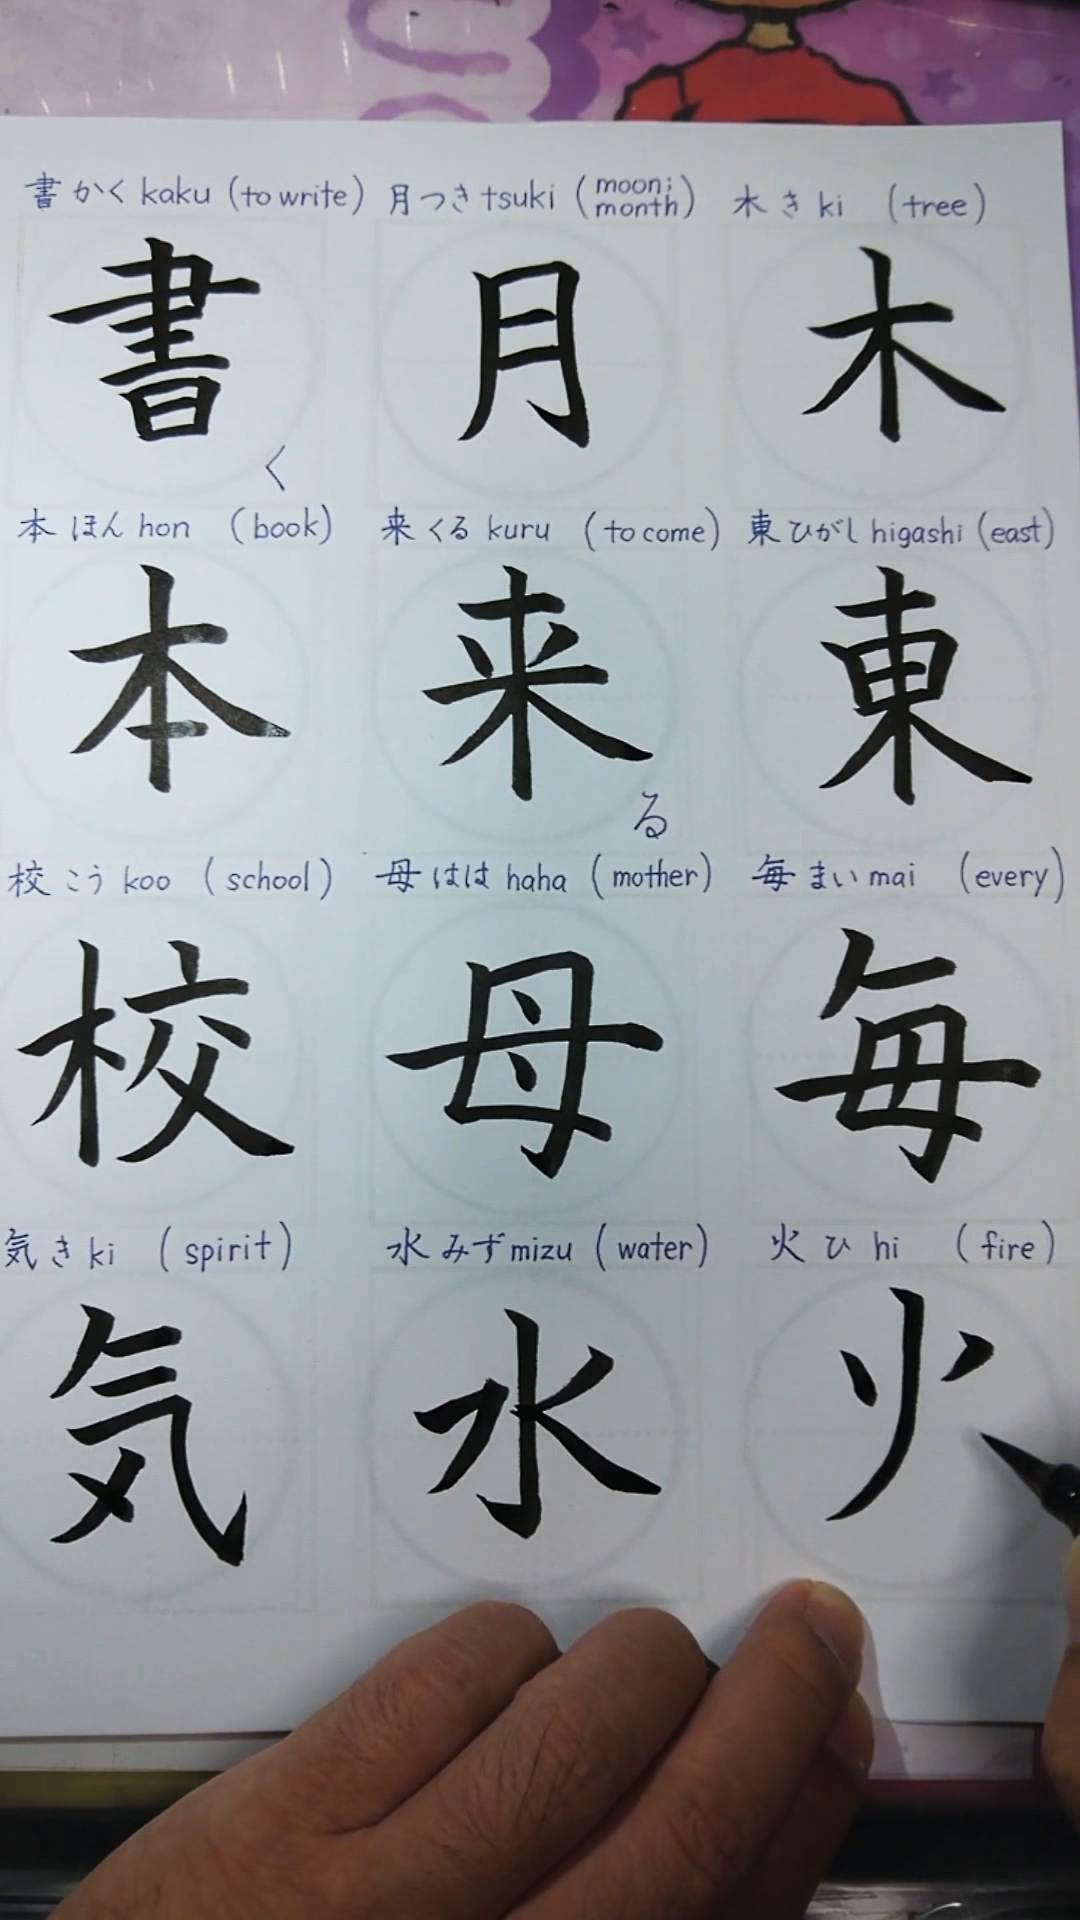 書 かく kaku (to write) 月 つき tsuki (moon; month) 木 き ki (tree)
書 月 木
く
本 ほん hon (book) 来 くる kuru (to come) 東 ひがし higashi (east)
本 来 東
る
校 こう koo (school) 母 はは haha (mother) 毎 まい mai (every)
校 母 毎
気 き ki (spirit) 水 みず mizu (water) 火 ひ hi (fire)
気 水